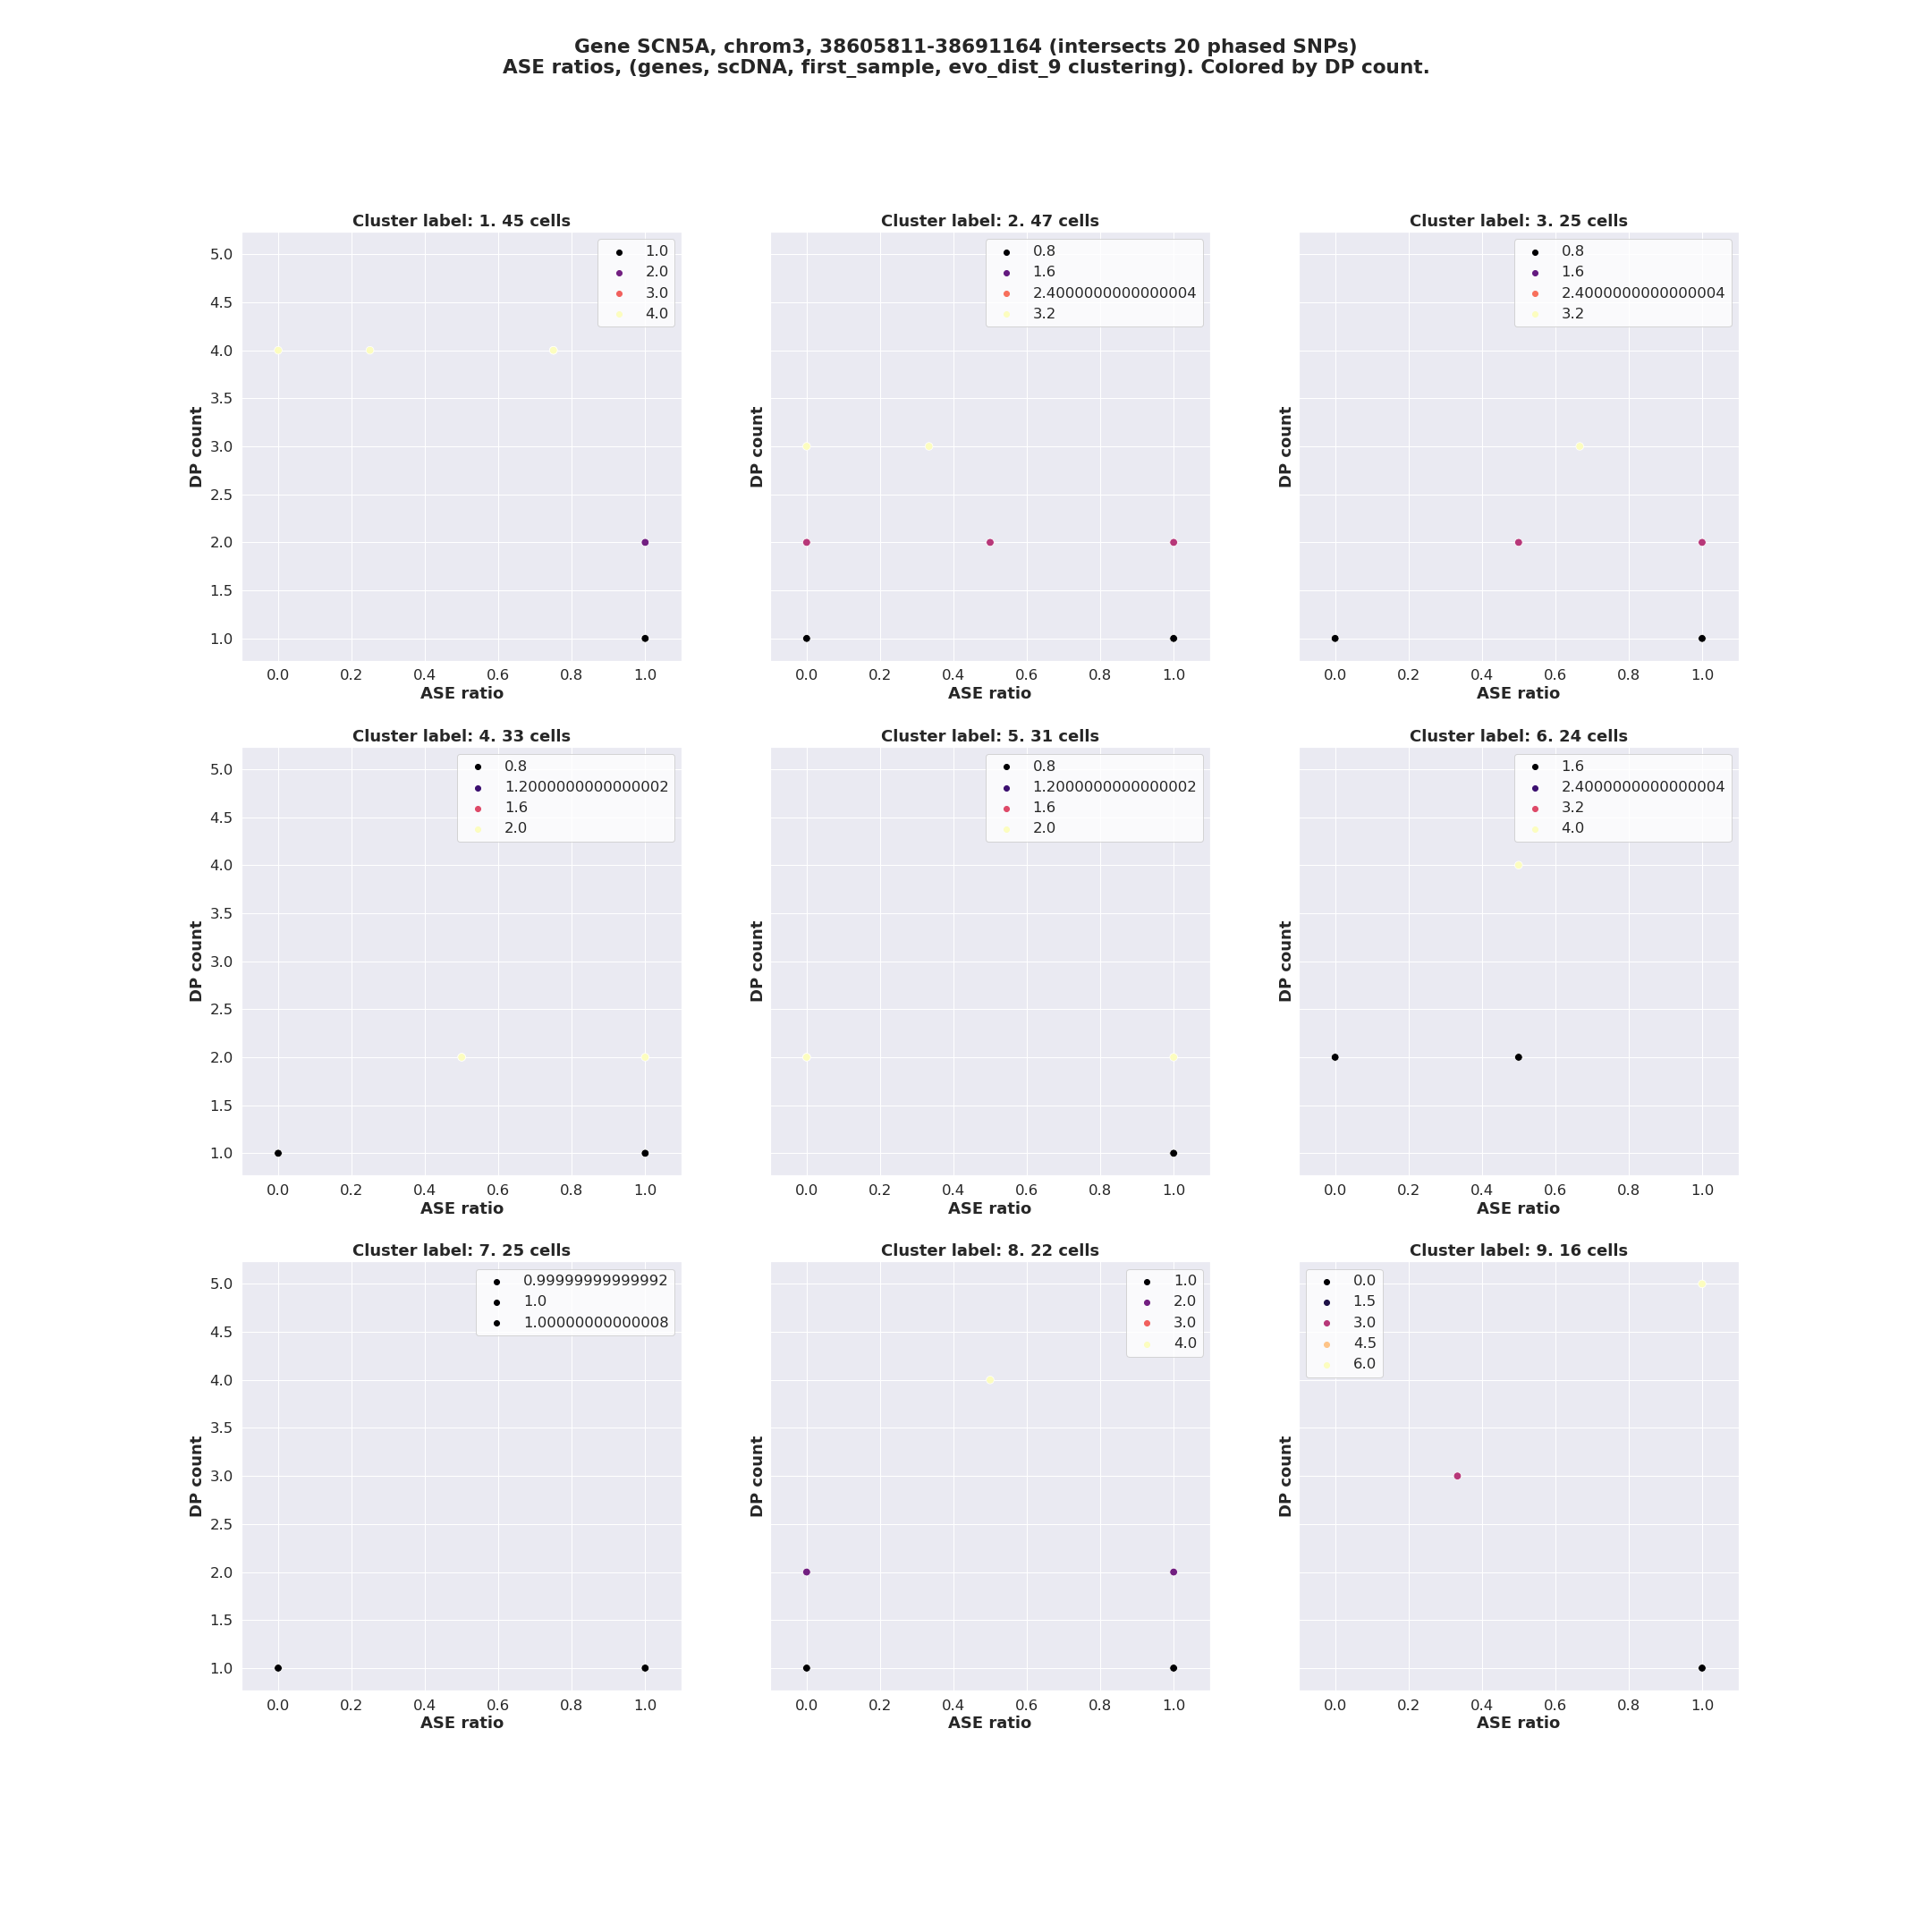 Gene SCN5A, chrom3, 38605811-38691164 (intersects 20 phased SNPs)
ASE ratios, (genes, scDNA, first_sample, evo_dist_9 clustering). Colored by DP count.
Cluster label: 1. 45 cells
1.0
2.0
3.0
4.0
5.0
4.5
4.0
3.5
3.0
2.5
2.0
1.5
1.0
DP count
0.0 0.2 0.4 0.6 0.8 1.0
ASE ratio
Cluster label: 2. 47 cells
0.8
1.6
2.4000000000000004
3.2
DP count
0.0 0.2 0.4 0.6 0.8 1.0
ASE ratio
Cluster label: 3. 25 cells
0.8
1.6
2.4000000000000004
3.2
DP count
0.0 0.2 0.4 0.6 0.8 1.0
ASE ratio
Cluster label: 4. 33 cells
0.8
1.2000000000000002
1.6
2.0
5.0
4.5
4.0
3.5
3.0
2.5
2.0
1.5
1.0
DP count
0.0 0.2 0.4 0.6 0.8 1.0
ASE ratio
Cluster label: 5. 31 cells
0.8
1.2000000000000002
1.6
2.0
DP count
0.0 0.2 0.4 0.6 0.8 1.0
ASE ratio
Cluster label: 6. 24 cells
1.6
2.4000000000000004
3.2
4.0
DP count
0.0 0.2 0.4 0.6 0.8 1.0
ASE ratio
Cluster label: 7. 25 cells
0.99999999999992
1.0
1.00000000000008
5.0
4.5
4.0
3.5
3.0
2.5
2.0
1.5
1.0
DP count
0.0 0.2 0.4 0.6 0.8 1.0
ASE ratio
Cluster label: 8. 22 cells
1.0
2.0
3.0
4.0
DP count
0.0 0.2 0.4 0.6 0.8 1.0
ASE ratio
Cluster label: 9. 16 cells
0.0
1.5
3.0
4.5
6.0
DP count
0.0 0.2 0.4 0.6 0.8 1.0
ASE ratio